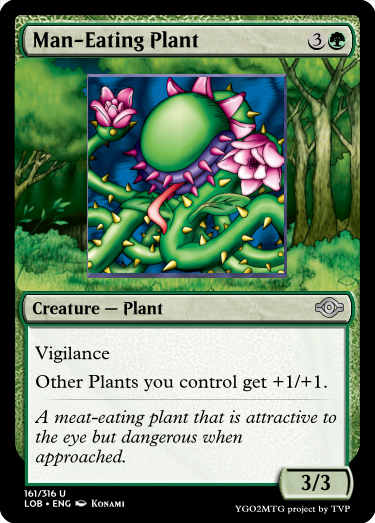 Man-Eating Plant 3
Creature — Plant
Vigilance
Other Plants you control get +1/+1.
A meat-eating plant that is attractive to
the eye but dangerous when
approached.
3/3
161/316 U
LOB • ENG KONAMI
YGO2MTG project by TVP